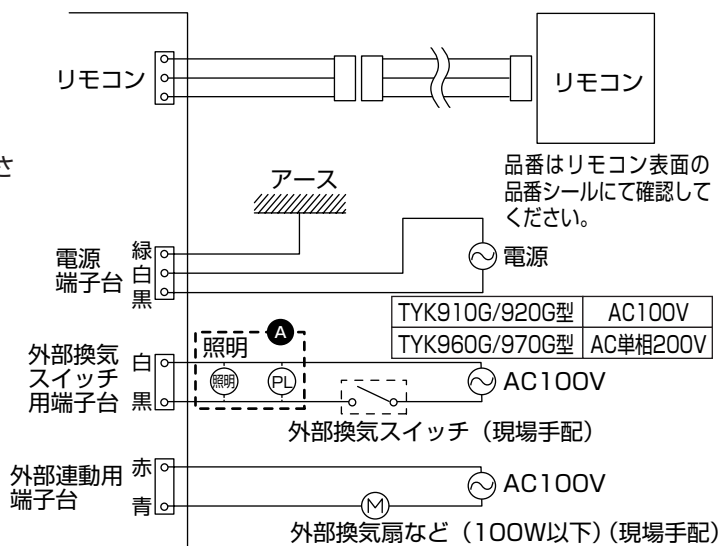 リモコン
リモコン
品番はリモコン表面の
品番シールにて確認して
ください。
さ
アース
電源
端子台
緑
白
黒
電源
TYK910G/920G型 AC100V
TYK960G/970G型 AC単相200V
外部換気
スイッチ
用端子台
白
黒
A
照明
照明
PL
AC100V
外部換気スイッチ（現場手配）
外部連動用
端子台
赤
青
M
AC100V
外部換気扇など（100W以下）（現場手配）